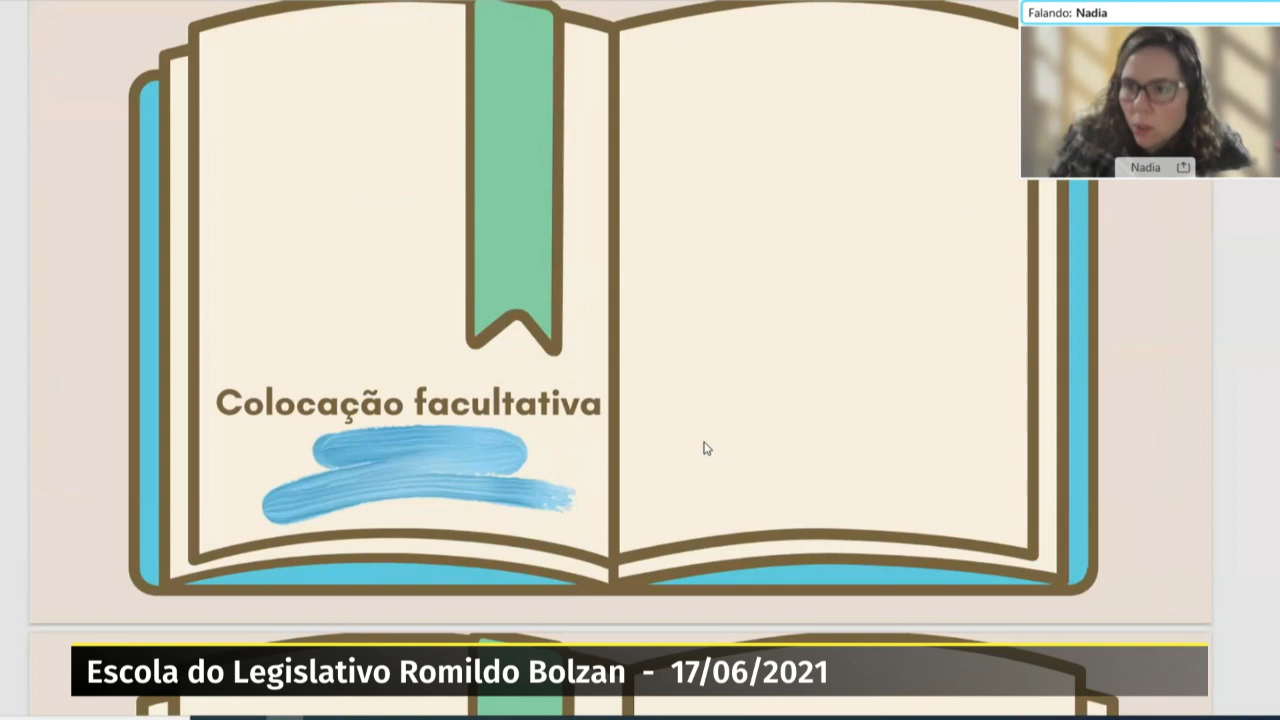 Falando: Nadia
Nadia
Colocação facultativa
Escola do Legislativo Romildo Bolzan - 17/06/2021